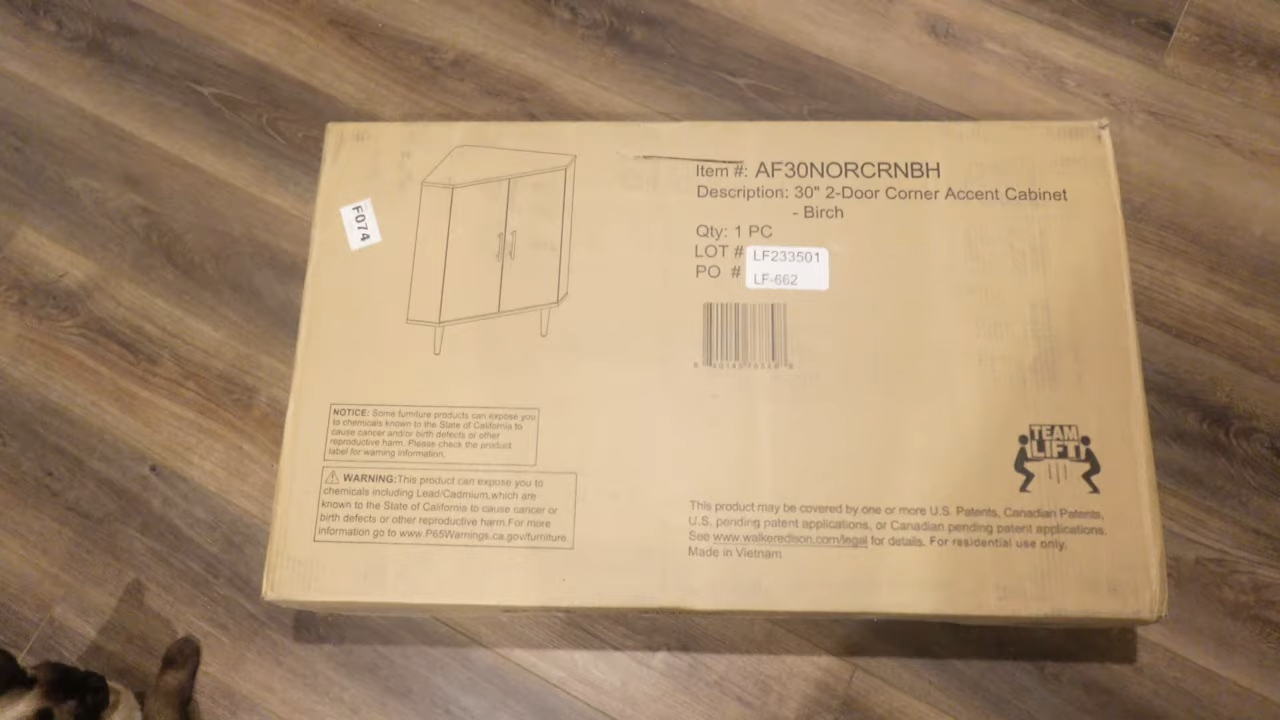 F074
Item #: AF30NORCRNBH
Description: 30" 2-Door Corner Accent Cabinet
- Birch
Qty: 1 PC
LOT # LF233501
PO # LF-662
NOTICE: Some furniture products can expose you
to chemicals known to the State of California to
cause cancer and/or birth defects or other
reproductive harm. Please check the product
label for warning information.
WARNING:This product can expose you to
chemicals including Lead/Cadmium,which are
known to the State of California to cause cancer or
birth defects or other reproductive harm.For more
information go to www.P65Warnings.ca.gov/furniture.
TEAM
LIFT!
This product may be covered by one or more U.S. Patents, Canadian Patents,
U.S. pending patent applications, or Canadian pending patent applications.
See www.walkeredison.com/legal for details. For residential use only.
Made in Vietnam